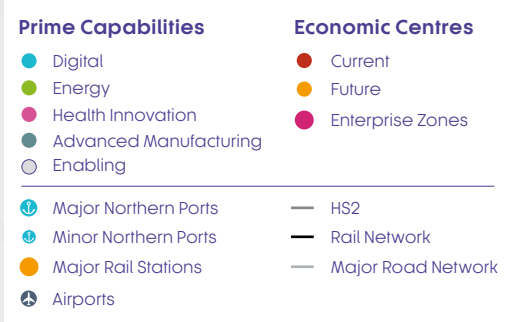 Prime Capabilities
Digital
Energy
Health Innovation
Advanced Manufacturing
Enabling
Economic Centres
Current
Future
Enterprise Zones
Major Northern Ports
Minor Northern Ports
Major Rail Stations
Airports
HS2
Rail Network
Major Road Network